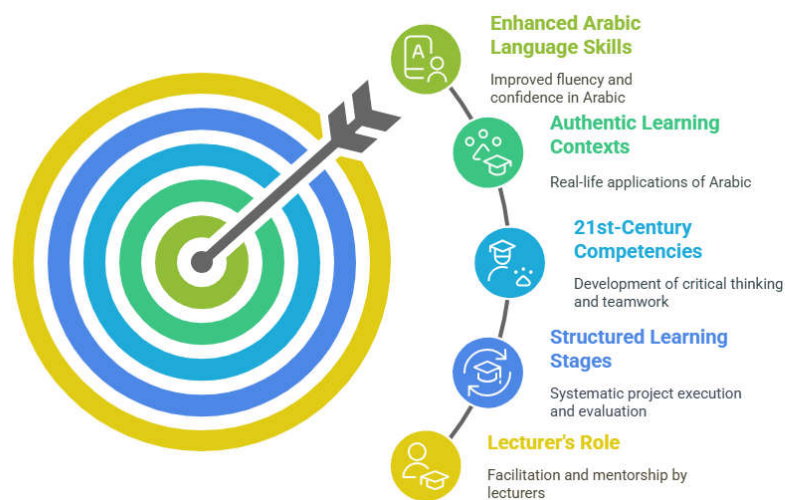 Enhanced Arabic
Language Skills
Improved fluency and
confidence in Arabic
Authentic Learning
Contexts
Real-life applications of Arabic
21st-Century
Competencies
Development of critical thinking
and teamwork
Structured Learning
Stages
Systematic project execution
and evaluation
Lecturer's Role
Facilitation and mentorship by
lecturers
A